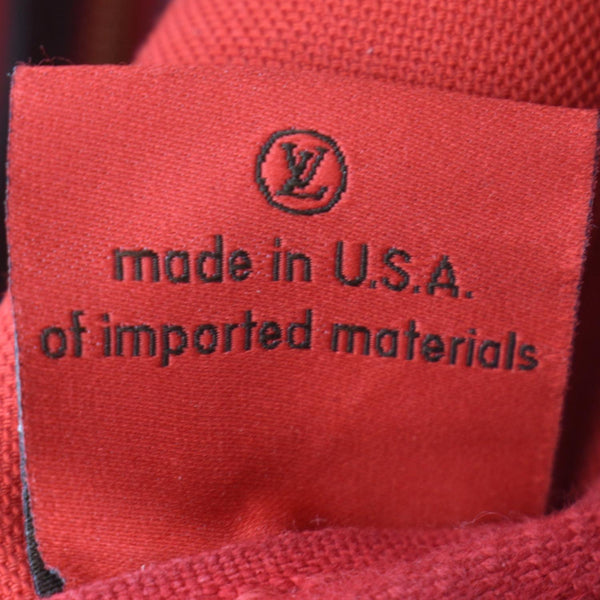 LV
made in U.S.A.
of imported materials